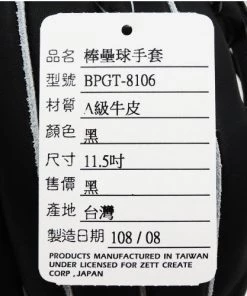 品名 棒壘球手套
型號 BPGT-8106
材質 A級牛皮
顏色 黑
尺寸 11.5吋
售價 黑
產地 台灣
製造日期 108 / 08
PRODUCTS MANUFACTURED IN TAIWAN
UNDER LICENSED FOR ZETT CREATE
CORP , JAPAN